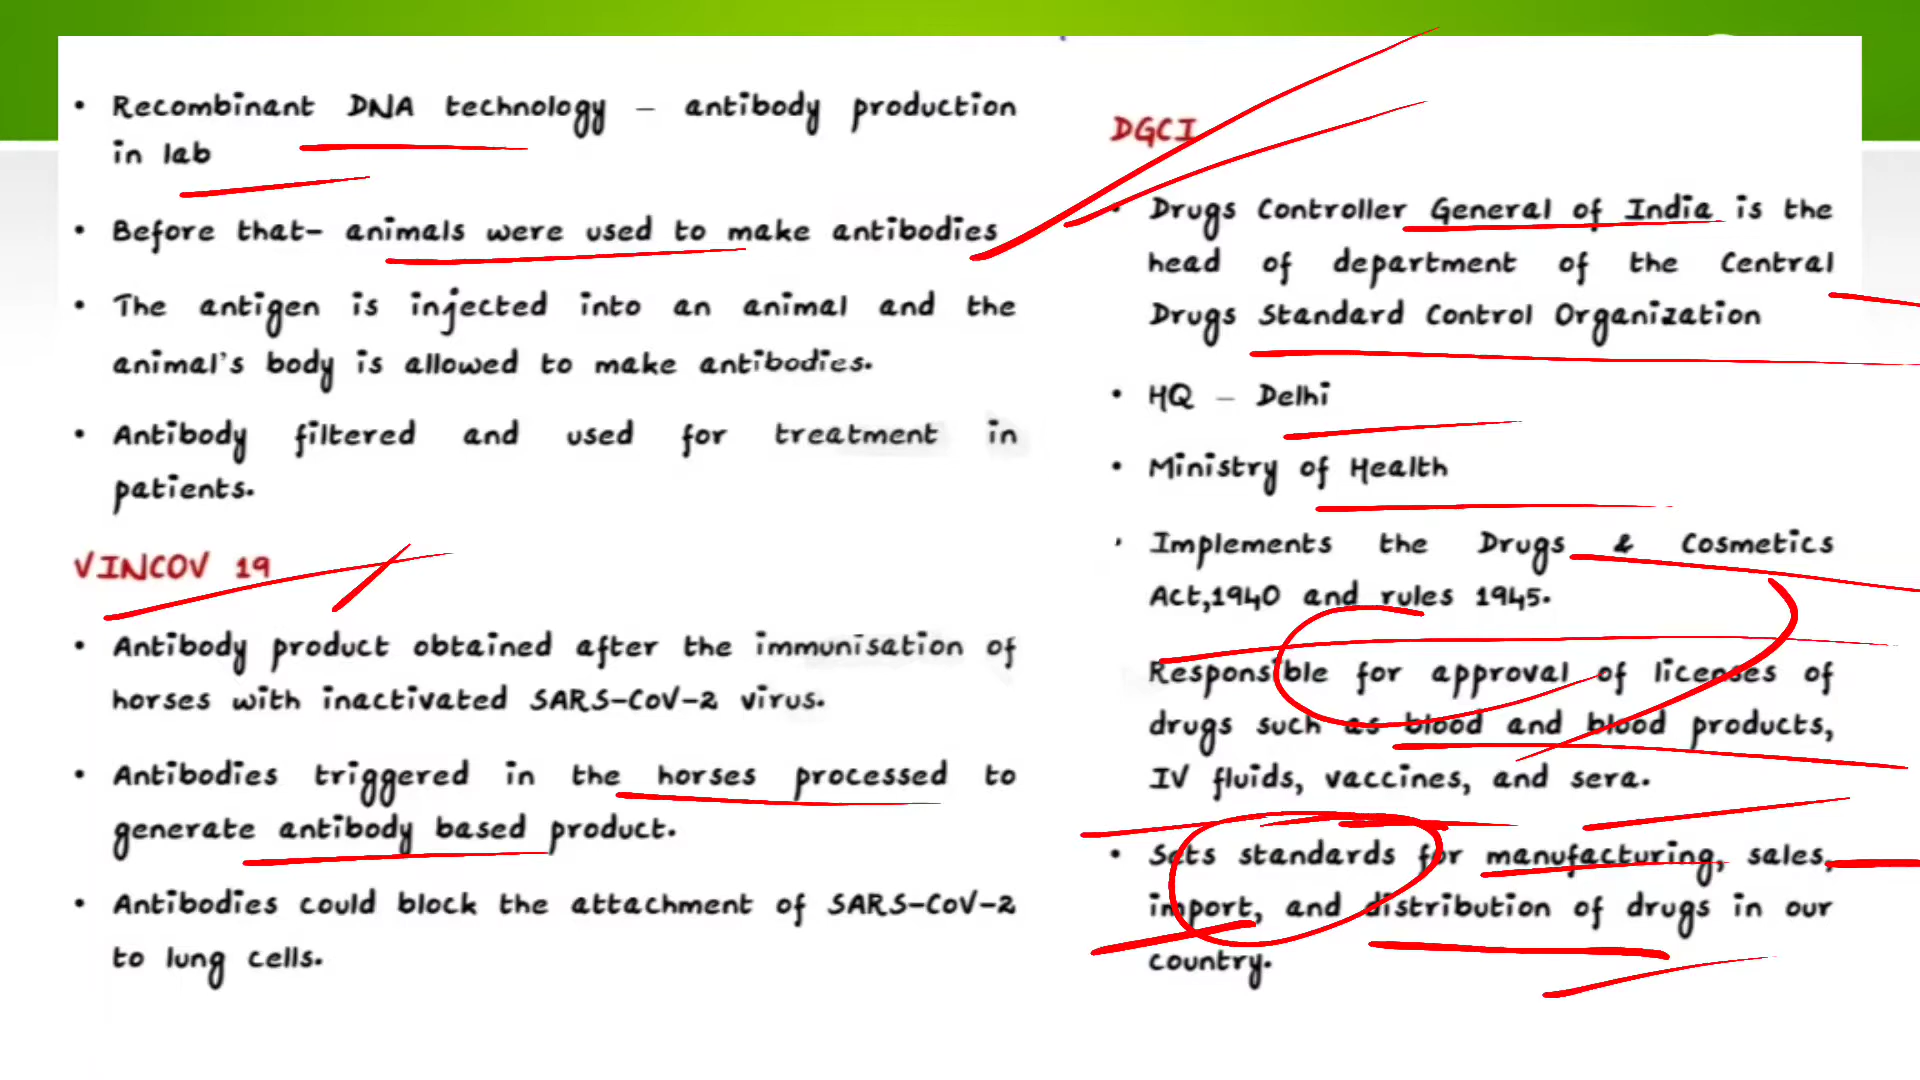 • Recombinant DNA technology – antibody production
in lab
• Before that- animals were used to make antibodies
• The antigen is injected into an animal and the
animal's body is allowed to make antibodies.
• Antibody filtered and used for treatment in
patients.
VINCOV 19
• Antibody product obtained after the immunisation of
horses with inactivated SARS-CoV-2 virus.
• Antibodies triggered in the horses processed to
generate antibody based product.
• Antibodies could block the attachment of SARS-CoV-2
to lung cells.
DGCI
• Drugs Controller General of India is the
head of department of the Central
Drugs Standard Control Organization
• HQ – Delhi
• Ministry of Health
• Implements the Drugs & Cosmetics
Act,1940 and rules 1945.
Responsible for approval of licenses of
drugs such as blood and blood products,
IV fluids, vaccines, and sera.
• Sets standards for manufacturing, sales,
import, and distribution of drugs in our
country.